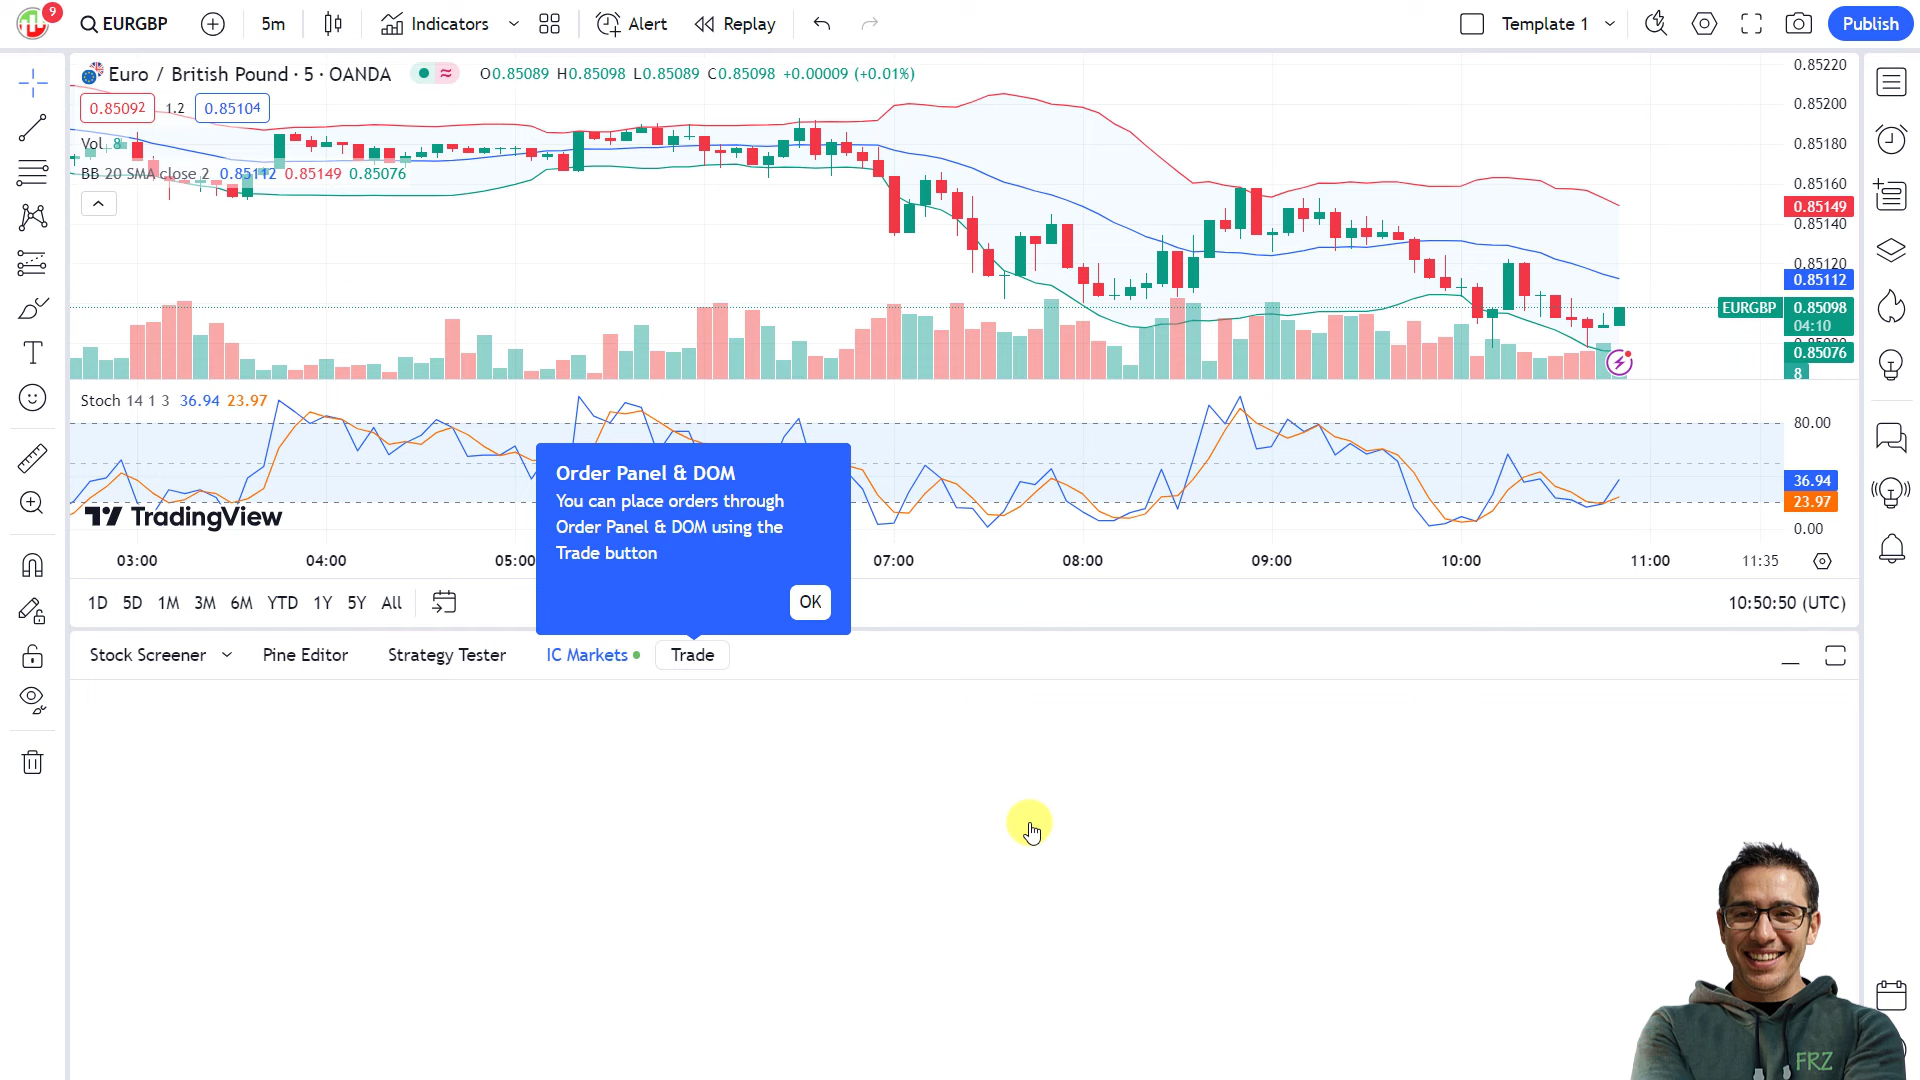 9
EURGBP
5m
Indicators
Alert
Replay
Template 1
Publish
Euro / British Pound · 5 · OANDA
O0.85089 H0.85098 L0.85089 C0.85098 +0.00009 (+0.01%)
0.85092 1.2 0.85104
Vol 8
BB 20 SMA close 2 0.85112 0.85149 0.85076
0.85220
0.85200
0.85180
0.85160
0.85149
0.85140
0.85120
0.85112
EURGBP 0.85098
04:10
0.85080
0.85076
8
Stoch 14 1 3 36.94 23.97
80.00
36.94
23.97
0.00
TradingView
Order Panel & DOM
You can place orders through
Order Panel & DOM using the
Trade button
OK
03:00 04:00 05:00 07:00 08:00 09:00 10:00 11:00 11:35
1D 5D 1M 3M 6M YTD 1Y 5Y All
10:50:50 (UTC)
Stock Screener Pine Editor Strategy Tester IC Markets Trade
FRZ